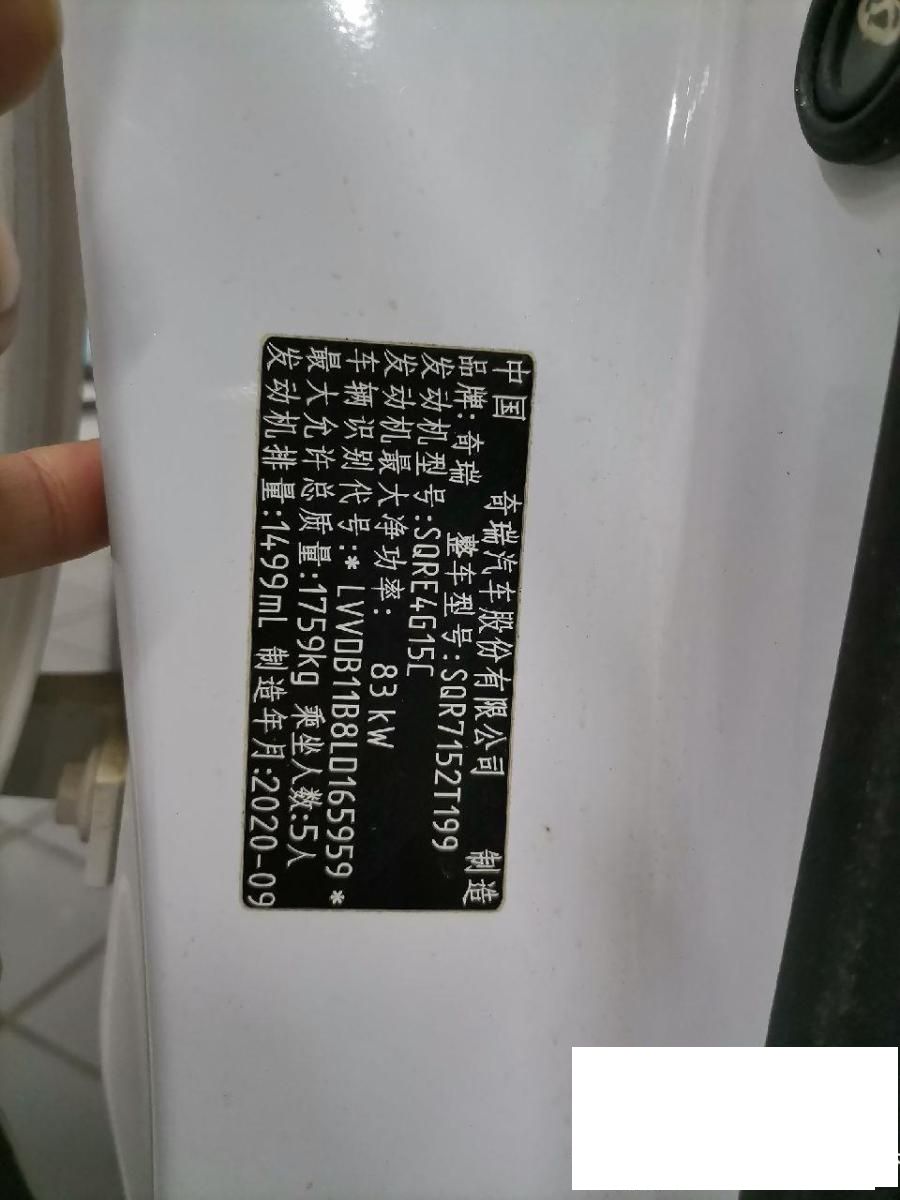 中国 奇瑞汽车股份有限公司 制造
品牌:奇瑞 整车型号:SQR7152T199
发动机型号:SQRE4G15C
发动机最大净功率: 83kW
车辆识别代号:* LVVDB11B8LD165959 *
最大允许总质量:1759kg 乘坐人数:5人
发动机排量:1499mL 制造年月:2020-09